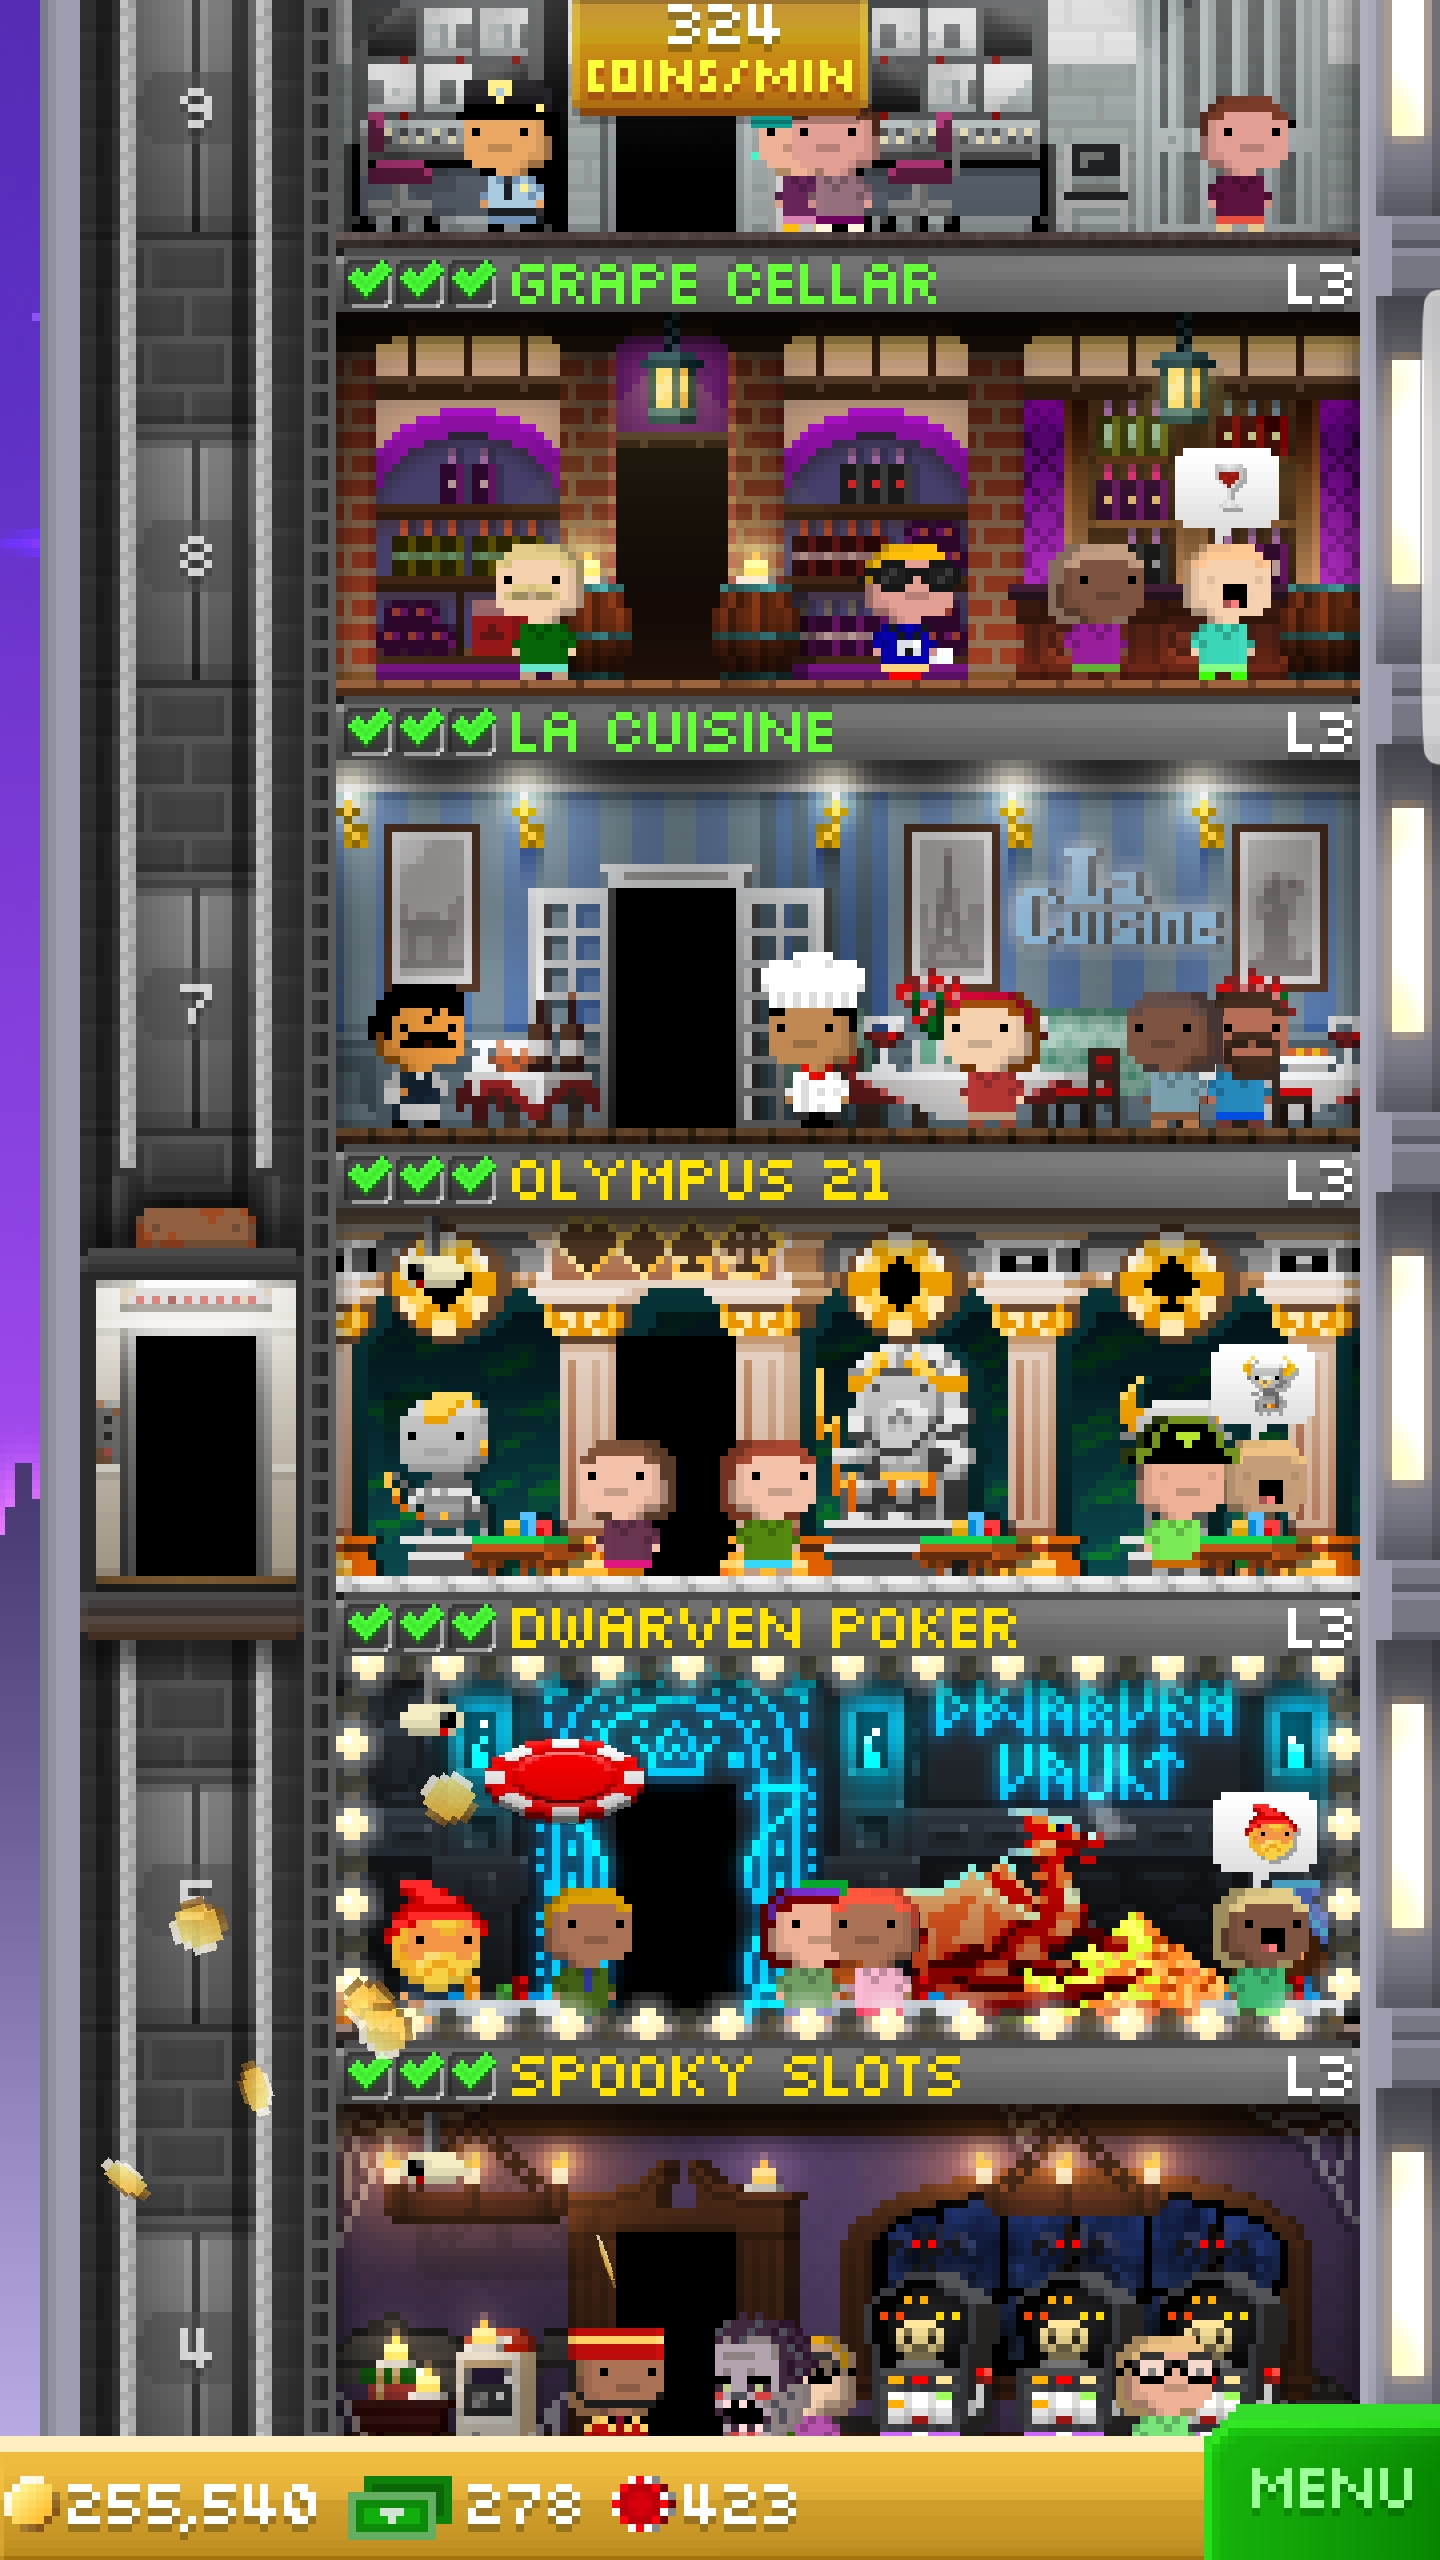 324
COINS/MIN
9
GRAPE CELLAR L3
8
LA CUISINE L3
La
Cuisine
7
OLYMPUS 21 L3
DWARVEN POKER L3
DWARVEN
VAULT
5
SPOOKY SLOTS L3
4
255,540 278 423
MENU